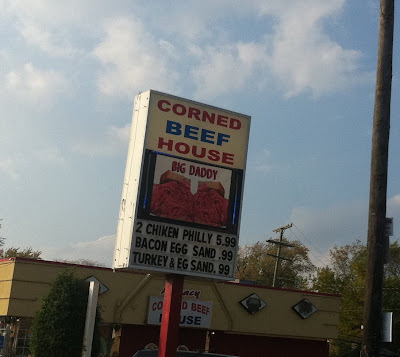 CORNED
BEEF
HOUSE
BIG DADDY
2 CHIKEN PHILLY 5.99
BACON EGG SAND .99
TURKEY & EG SAND. 99
CORNED BEEF
HOUSE